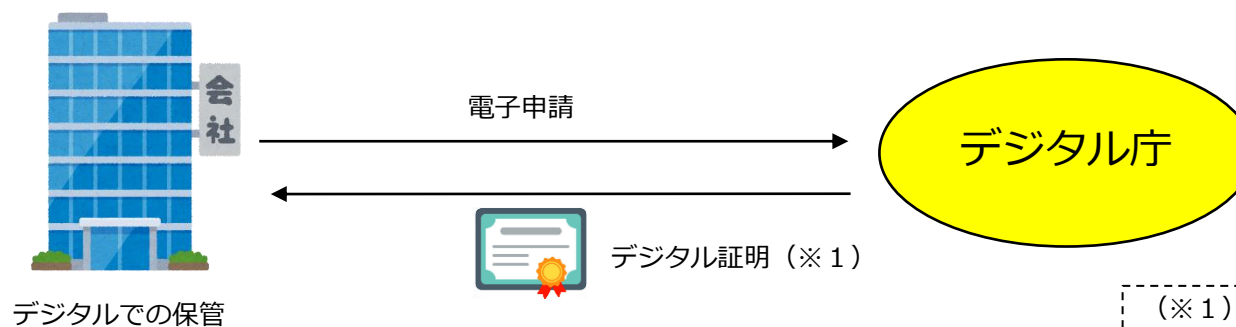 会社
電子申請
デジタル庁
デジタル証明（※１）
デジタルでの保管
（※１）